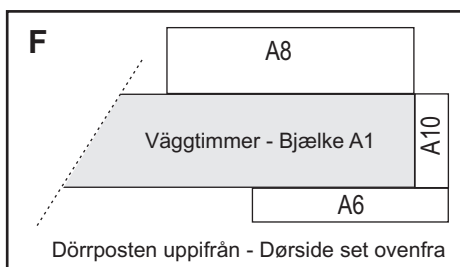 F
A8
Väggtimmer - Bjælke A1
A10
A6
Dörrposten uppifrån - Dørside set ovenfra